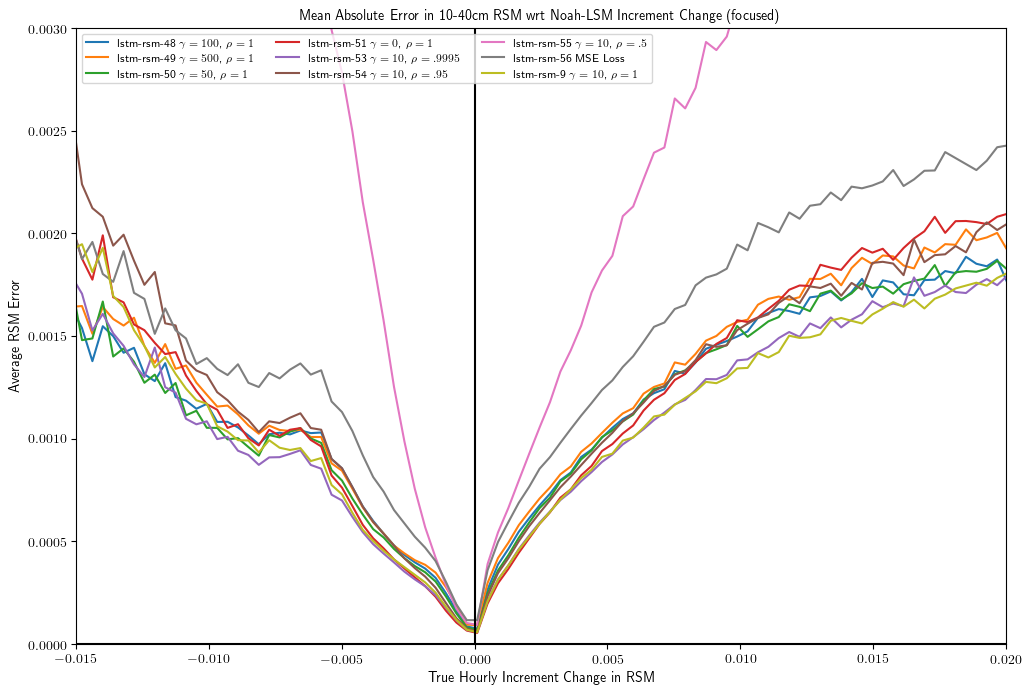 Mean Absolute Error in 10-40cm RSM wrt Noah-LSM Increment Change (focused)
lstm-rsm-48 γ = 100, ρ = 1
lstm-rsm-49 γ = 500, ρ = 1
lstm-rsm-50 γ = 50, ρ = 1
lstm-rsm-51 γ = 0, ρ = 1
lstm-rsm-53 γ = 10, ρ = .9995
lstm-rsm-54 γ = 10, ρ = .95
lstm-rsm-55 γ = 10, ρ = .5
lstm-rsm-56 MSE Loss
lstm-rsm-9 γ = 10, ρ = 1
Average RSM Error
0.0030
0.0025
0.0020
0.0015
0.0010
0.0005
0.0000
−0.015 −0.010 −0.005 0.000 0.005 0.010 0.015 0.020
True Hourly Increment Change in RSM